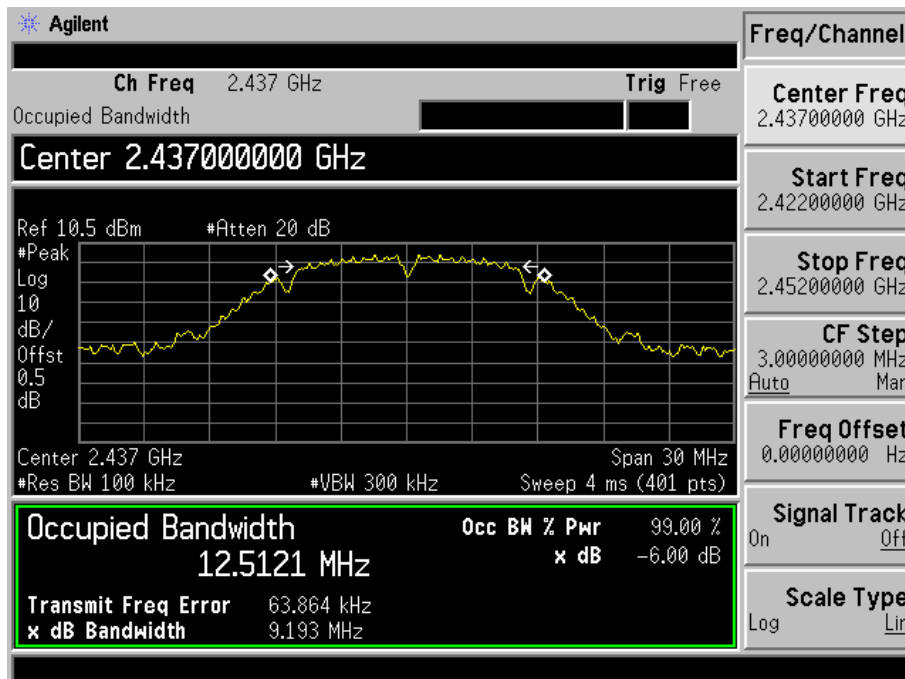 Agilent
Freq/Channel
Ch Freq 2.437 GHz Trig Free
Occupied Bandwidth
Center 2.437000000 GHz
Ref 10.5 dBm #Atten 20 dB
#Peak
Log
10
dB/
Offst
0.5
dB
Center 2.437 GHz Span 30 MHz
#Res BW 100 kHz #VBW 300 kHz Sweep 4 ms (401 pts)
Occupied Bandwidth
12.5121 MHz
Occ BW % Pwr 99.00 %
x dB -6.00 dB
Transmit Freq Error 63.864 kHz
x dB Bandwidth 9.193 MHz
Center Freq
2.43700000 GHz
Start Freq
2.42200000 GHz
Stop Freq
2.45200000 GHz
CF Step
3.00000000 MHz
Auto Man
Freq Offset
0.00000000 Hz
Signal Track
On Off
Scale Type
Log Lin